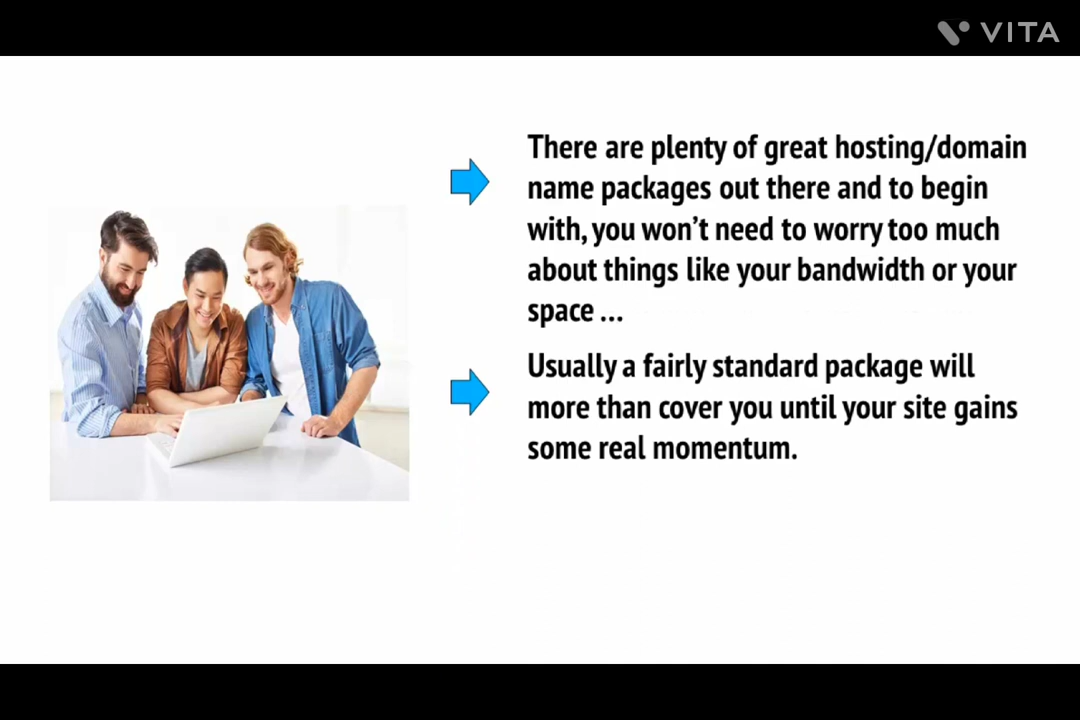 VITA
There are plenty of great hosting/domain
name packages out there and to begin
with, you won't need to worry too much
about things like your bandwidth or your
space ...
Usually a fairly standard package will
more than cover you until your site gains
some real momentum.